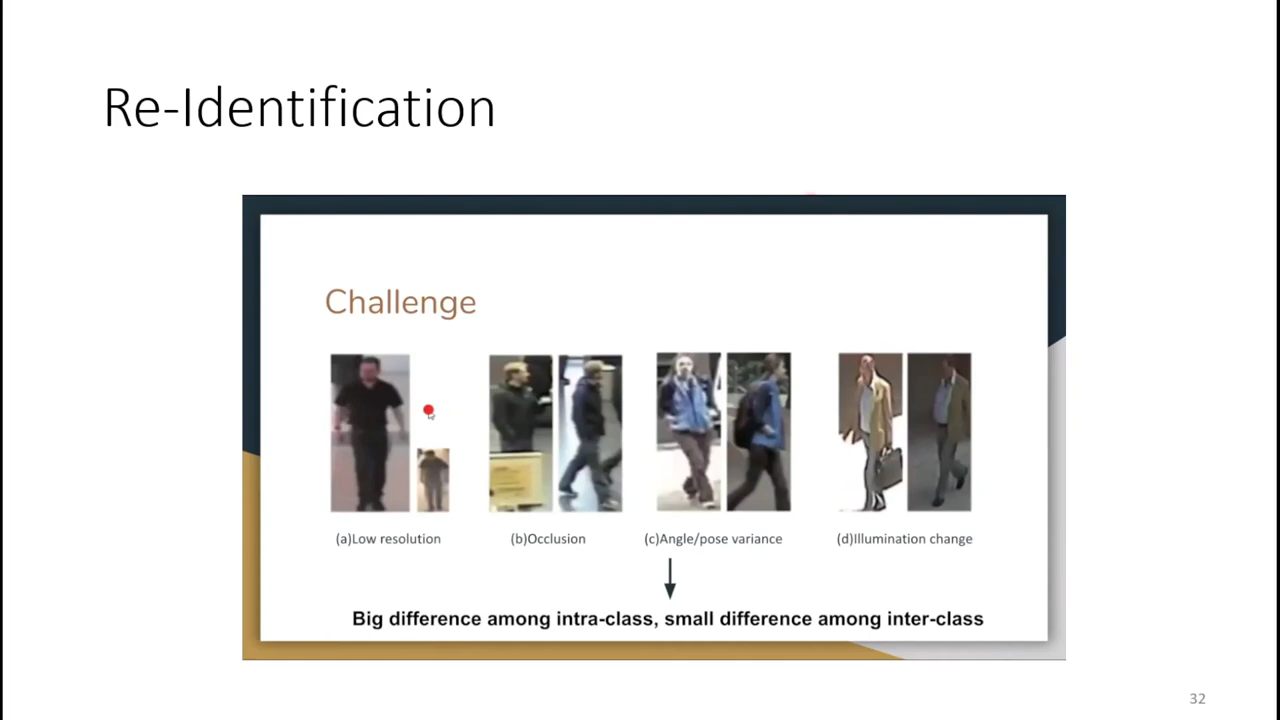 Re-Identification
Challenge
(a)Low resolution
(b)Occlusion
(c)Angle/pose variance
(d)Illumination change
Big difference among intra-class, small difference among inter-class
32